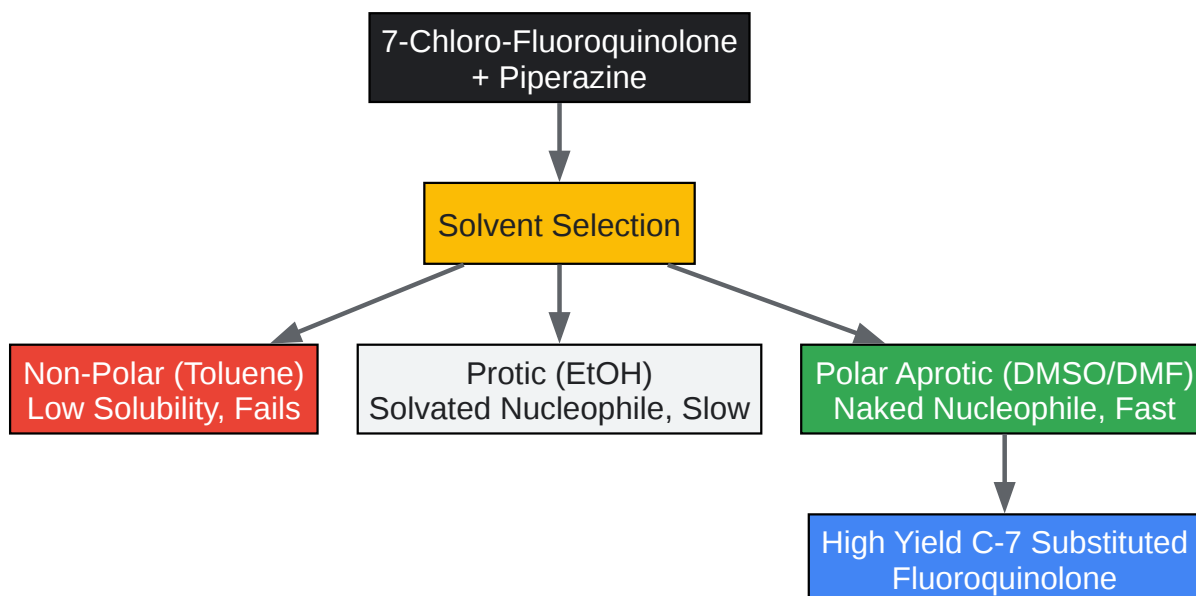 7-Chloro-Fluoroquinolone
+ Piperazine
Solvent Selection
Non-Polar (Toluene)
Low Solubility, Fails
Protic (EtOH)
Solvated Nucleophile, Slow
Polar Aprotic (DMSO/DMF)
Naked Nucleophile, Fast
High Yield C-7 Substituted
Fluoroquinolone